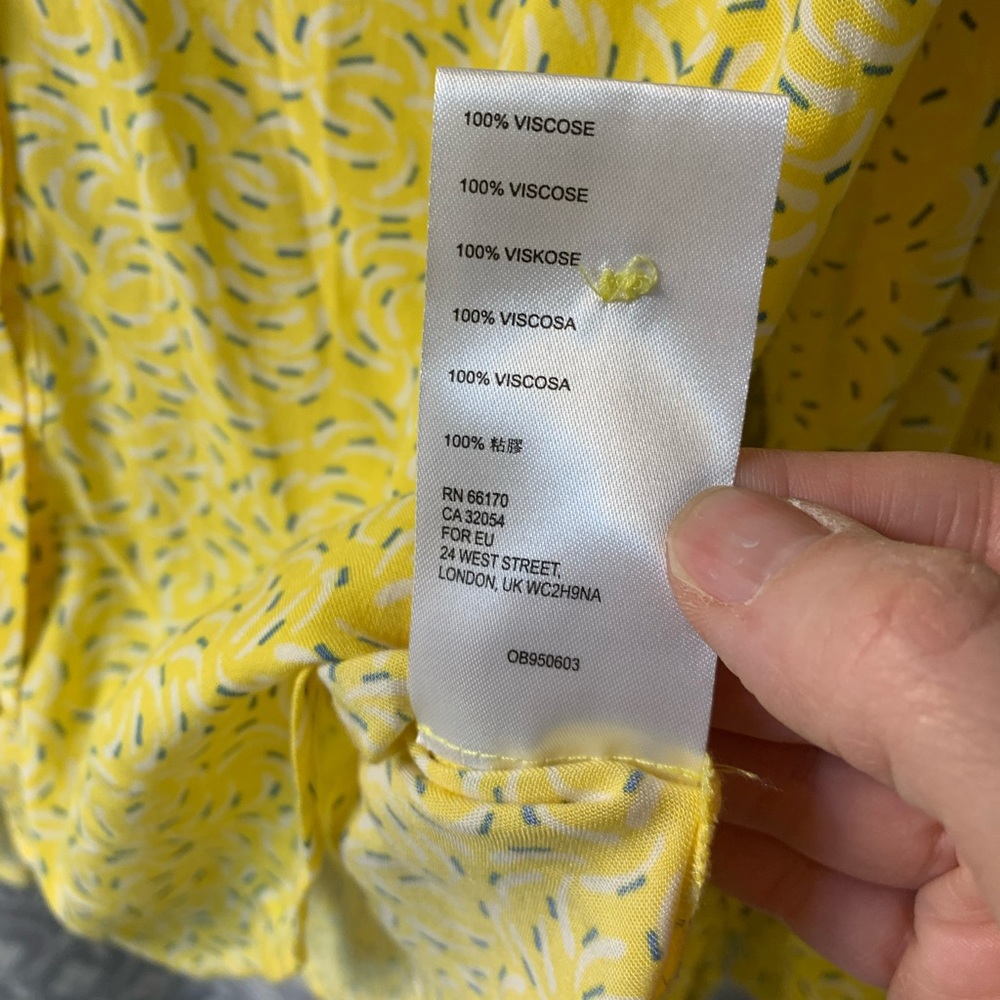 100% VISCOSE
100% VISCOSE
100% VISKOSE
100% VISCOSA
100% VISCOSA
100% 粘膠
RN 66170
CA 32054
FOR EU
24 WEST STREET,
LONDON, UK WC2H9NA
OB950603